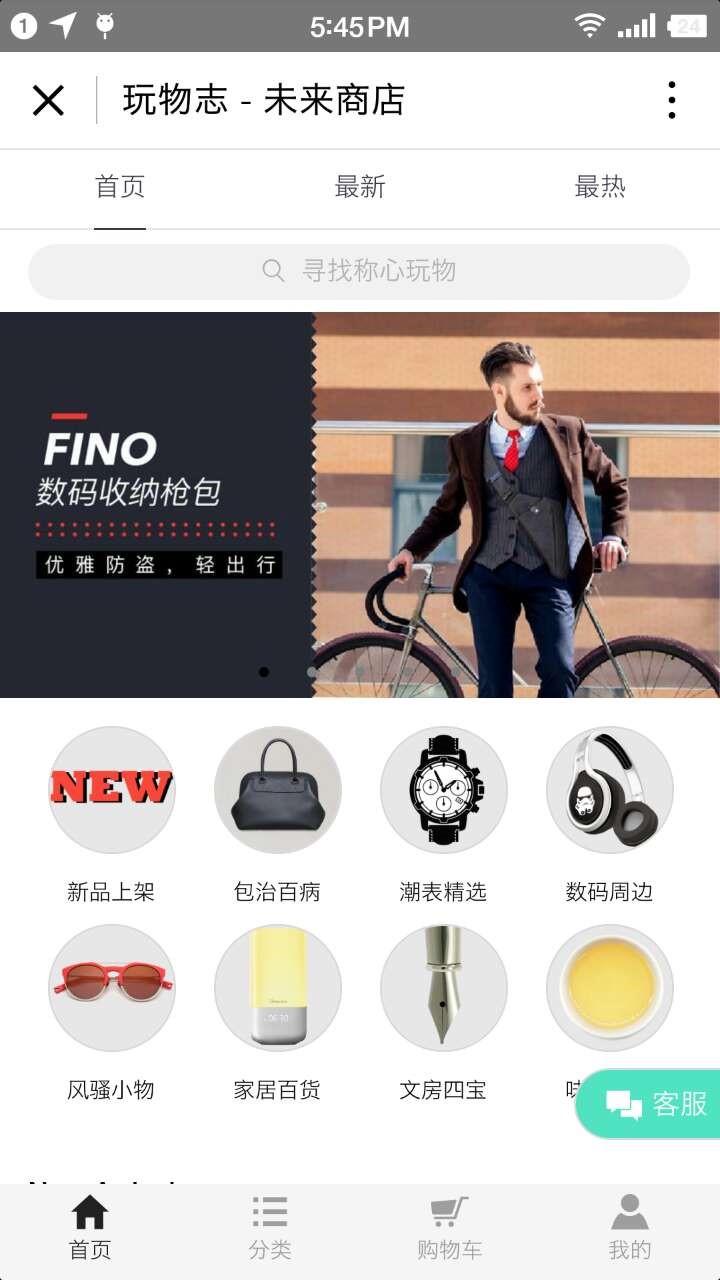 1
5:45PM
24
玩物志 - 未来商店
首页
最新
最热
寻找称心玩物
FINO
数码收纳枪包
优雅防盗，轻出行
NEW
新品上架
包治百病
潮表精选
数码周边
风骚小物
家居百货
文房四宝
客服
首页
分类
购物车
我的